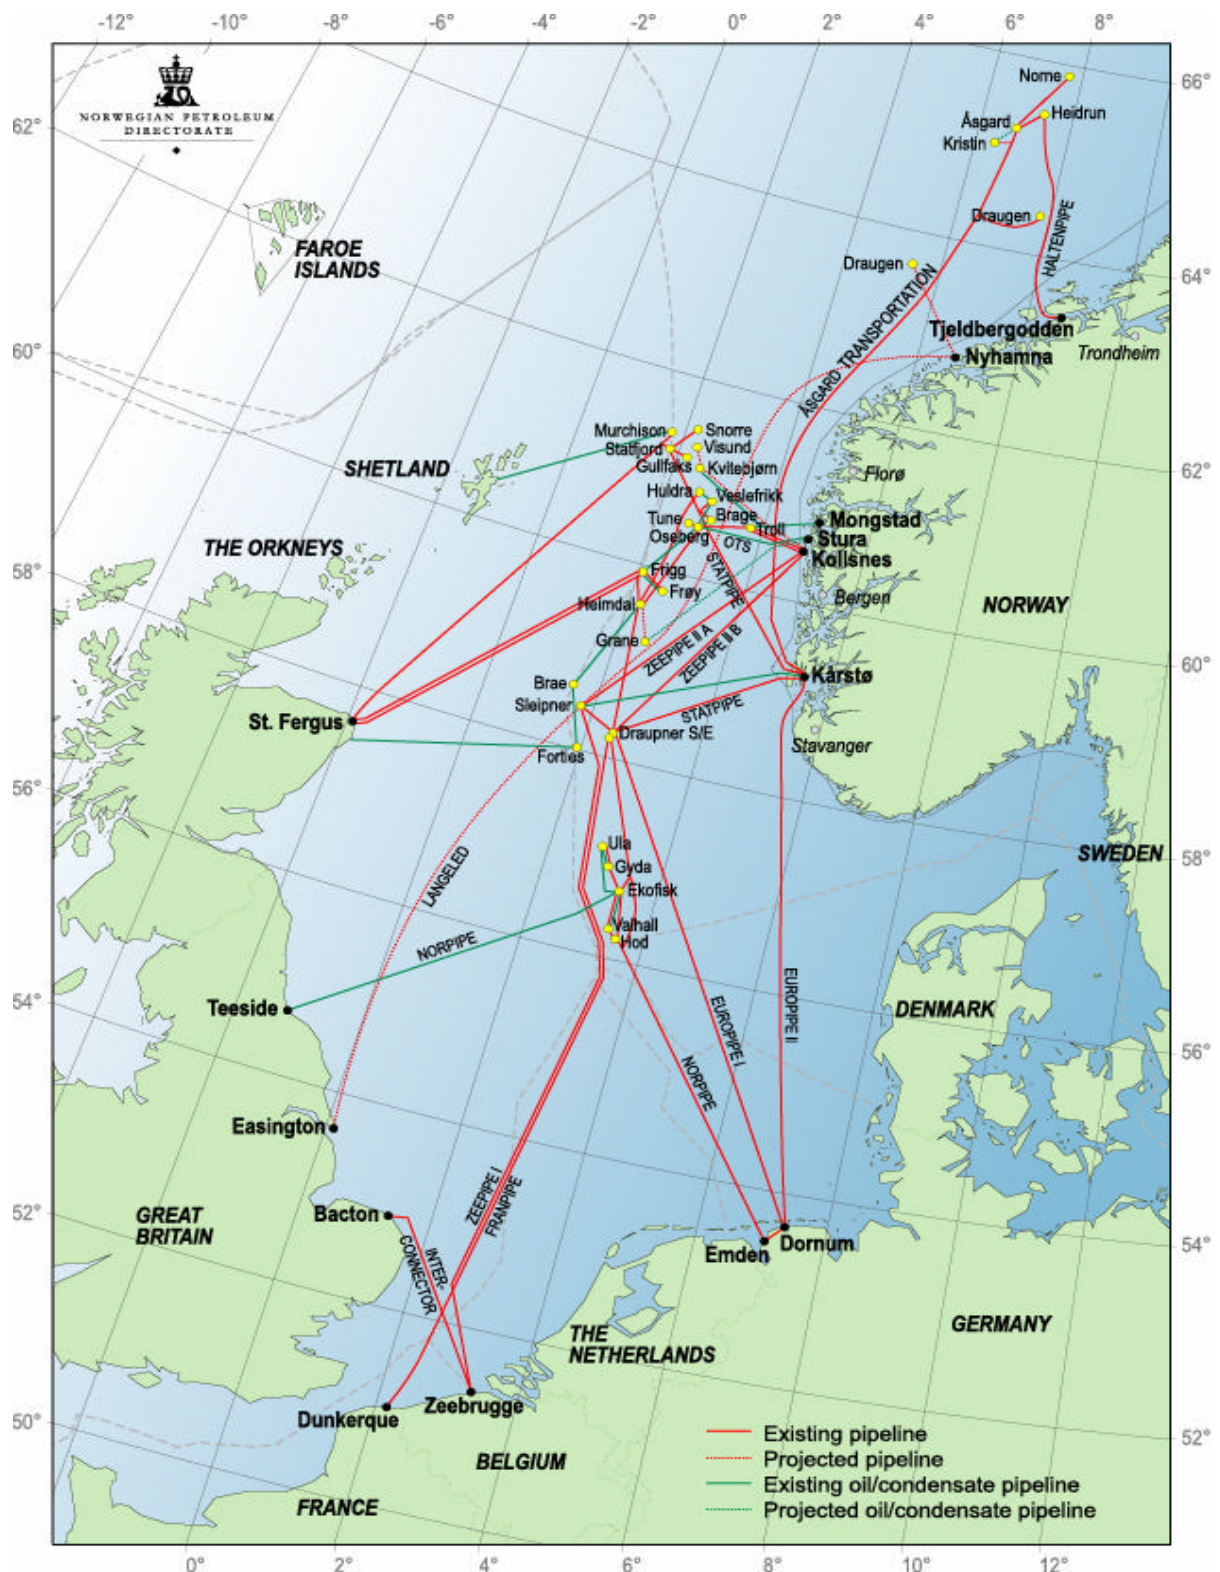 -12° -10° -8° -6° -4° -2° 0° 2° 4° 6° 8°
NORWEGIAN PETROLEUM
DIRECTORATE
66°
62°
Norne
Heidrun
Åsgard
Kristin
Draugen
HALTENPIPE
FAROE
ISLANDS
Draugen
64°
ÅSGARD TRANSPORTATION
Tjeldbergodden
Nyhamna
Trondheim
60°
Murchison
Snorre
Statfjord
Visund
Gullfaks
Kvitebjørn
SHETLAND
Florø
62°
Huldra
Veslefrikk
Brage
Tune
Oseberg
Troll
OTS
Mongstad
Stura
Kollsnes
THE ORKNEYS
STATPIPE
58°
Frigg
Frøy
Heimdal
Bergen
NORWAY
Grane
ZEEPIPE II A
ZEEPIPE II B
60°
Kårstø
Brae
Sleipner
STATPIPE
St. Fergus
Draupner S/E
Stavanger
Forties
56°
Ula
Gyda
Ekofisk
SWEDEN
58°
LANGELED
Valhall
Hod
NORPIPE
54°
Teeside
EUROPIPE I
EUROPIPE II
DENMARK
56°
NORPIPE
Easington
ZEEPIPE I
FRANPIPE
52°
GREAT
BRITAIN
Bacton
INTER-
CONNECTOR
Emden
Dornum
54°
THE
NETHERLANDS
GERMANY
50°
Dunkerque
Zeebrugge
BELGIUM
FRANCE
52°
Existing pipeline
Projected pipeline
Existing oil/condensate pipeline
Projected oil/condensate pipeline
0° 2° 4° 6° 8° 10° 12°